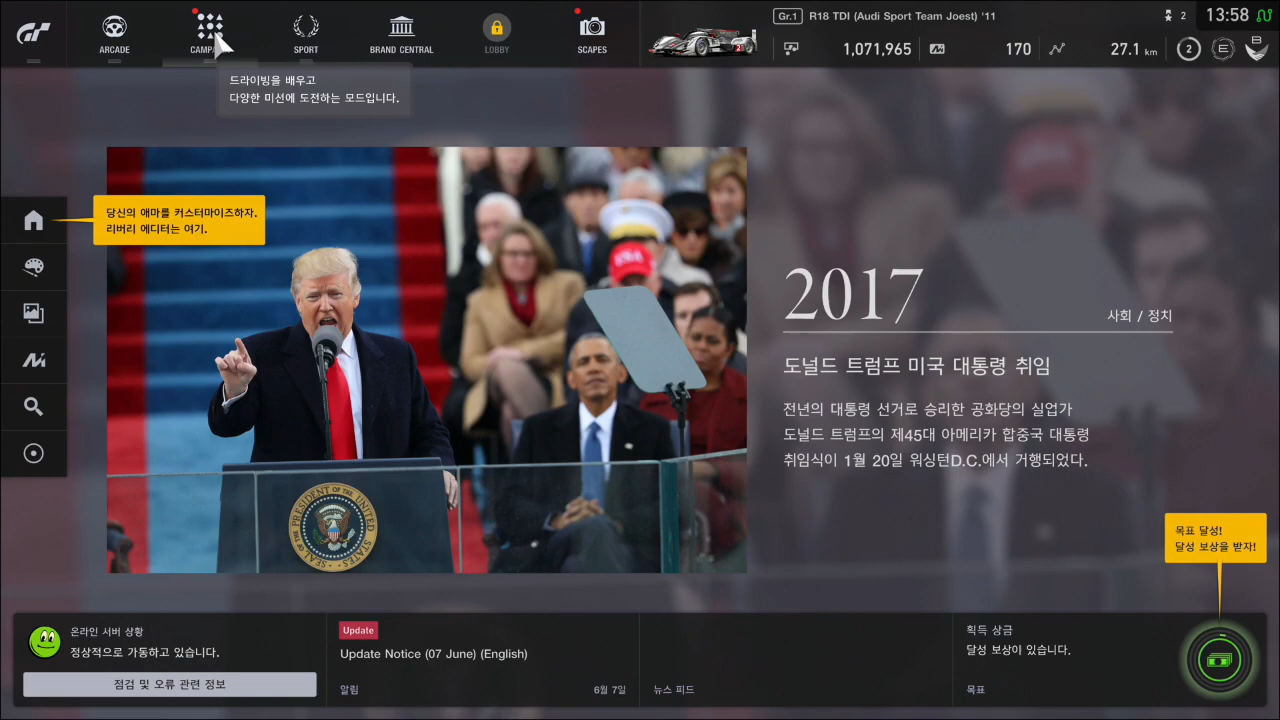 ARCADE
CAMPA
SPORT
BRAND CENTRAL
LOBBY
SCAPES
Gr.1 R18 TDI (Audi Sport Team Joest) '11
2
13:58
1,071,965
170
27.1 km
2
E
드라이빙을 배우고
다양한 미션에 도전하는 모드입니다.
당신의 애마를 커스터마이즈하자.
리버리 에디터는 여기.
USA
SEAL OF THE PRESIDENT OF THE UNITED STATES
2017
사회 / 정치
도널드 트럼프 미국 대통령 취임
전년의 대통령 선거로 승리한 공화당의 실업가
도널드 트럼프의 제45대 아메리카 합중국 대통령
취임식이 1월 20일 워싱턴D.C.에서 거행되었다.
목표 달성!
달성 보상을 받자!
온라인 서버 상황
정상적으로 가동하고 있습니다.
점검 및 오류 관련 정보
Update
Update Notice (07 June) (English)
알림
6월 7일
뉴스 피드
획득 상금
달성 보상이 있습니다.
목표